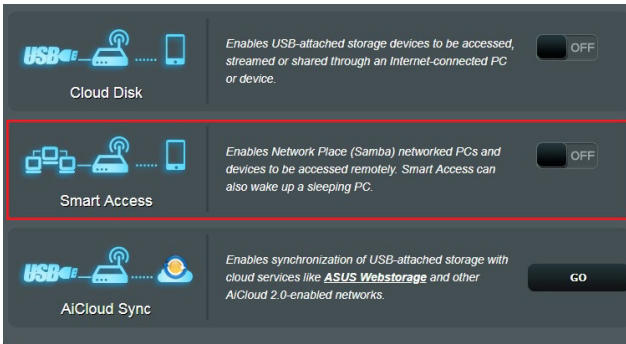 USB
Cloud Disk
Enables USB-attached storage devices to be accessed,
streamed or shared through an Internet-connected PC
or device.
OFF
Smart Access
Enables Network Place (Samba) networked PCs and
devices to be accessed remotely. Smart Access can
also wake up a sleeping PC.
OFF
USB
AiCloud Sync
Enables synchronization of USB-attached storage with
cloud services like ASUS Webstorage and other
AiCloud 2.0-enabled networks.
GO